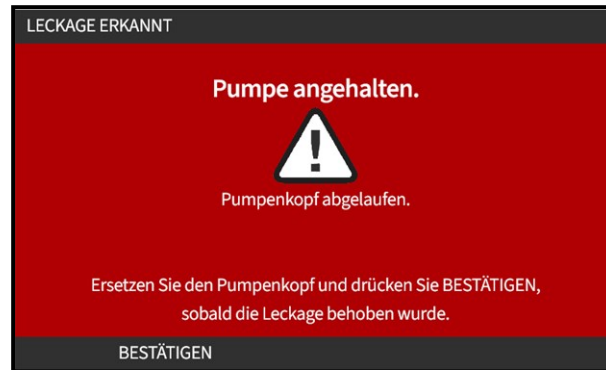 LECKAGE ERKANNT
Pumpe angehalten.
!
Pumpenkopf abgelaufen.
Ersetzen Sie den Pumpenkopf und drücken Sie BESTÄTIGEN,
sobald die Leckage behoben wurde.
BESTÄTIGEN